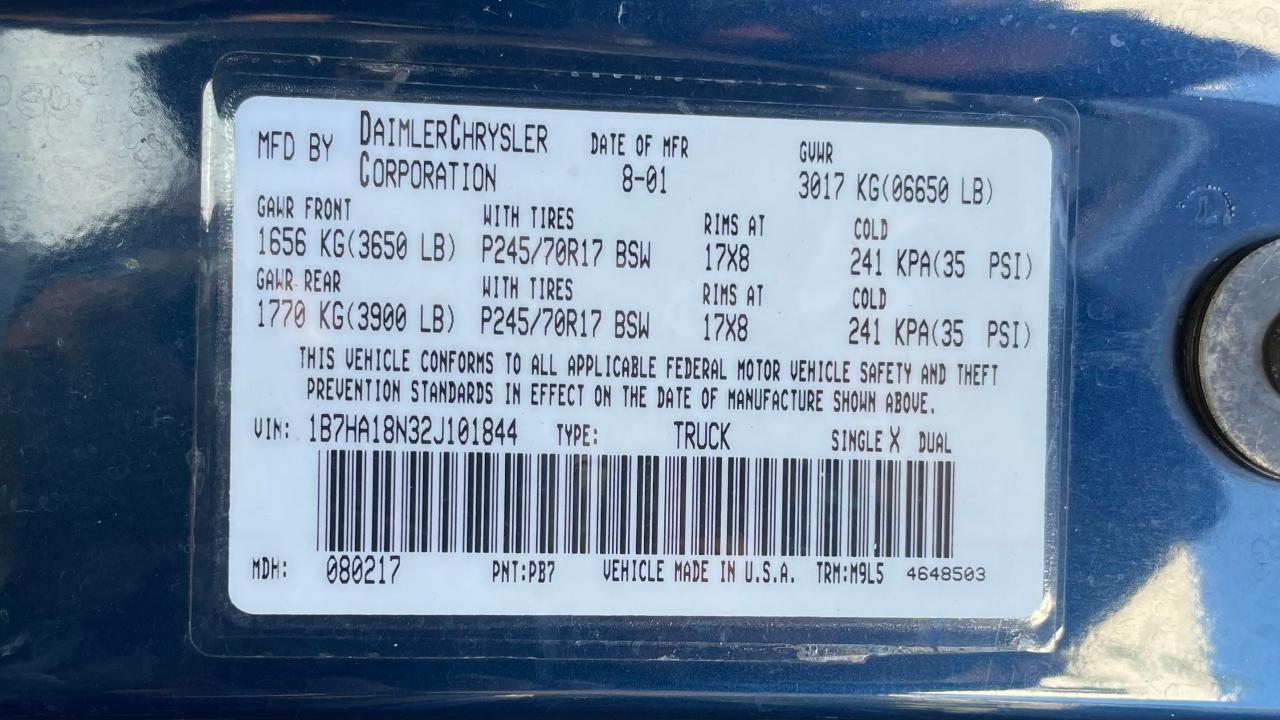 MFD BY DAIMLERCHRYSLER CORPORATION DATE OF MFR 8-01 GVWR 3017 KG(06650 LB)
GAWR FRONT WITH TIRES RIMS AT COLD
1656 KG(3650 LB) P245/70R17 BSW 17X8 241 KPA(35 PSI)
GAWR REAR WITH TIRES RIMS AT COLD
1770 KG(3900 LB) P245/70R17 BSW 17X8 241 KPA(35 PSI)
THIS VEHICLE CONFORMS TO ALL APPLICABLE FEDERAL MOTOR VEHICLE SAFETY AND THEFT
PREVENTION STANDARDS IN EFFECT ON THE DATE OF MANUFACTURE SHOWN ABOVE.
VIN: 1B7HA18N32J101844 TYPE: TRUCK SINGLE X DUAL
MDH: 080217 PNT:PB7 VEHICLE MADE IN U.S.A. TRM:M9L5 4648503